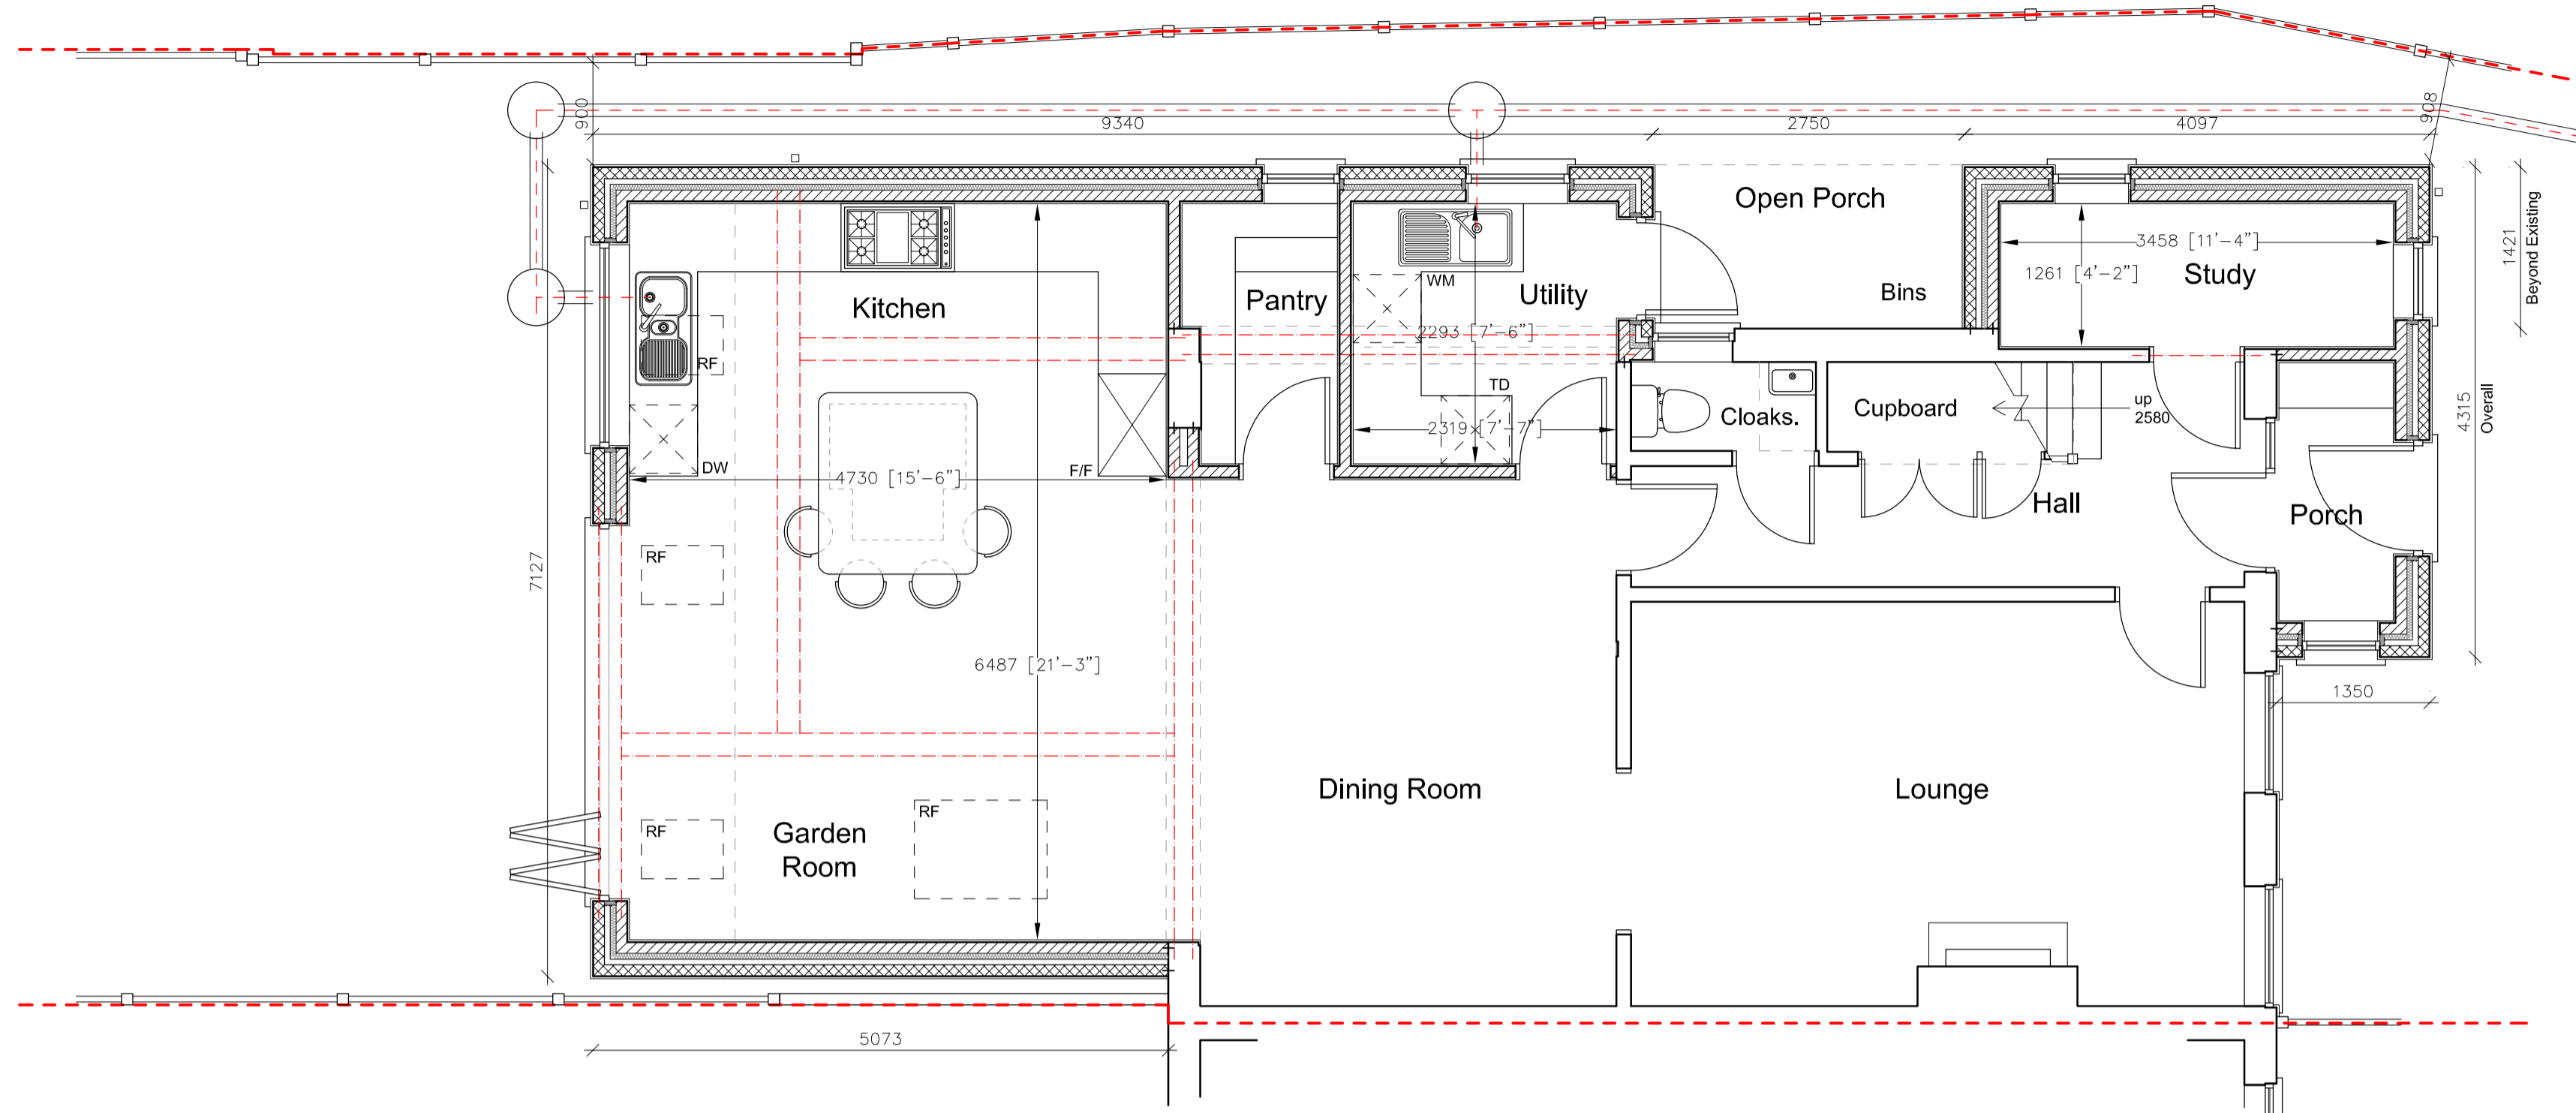 900
9340
2750
4097
908
Open Porch
3458 [11'-4"]
1261 [4'-2"]
Study
1421
Beyond Existing
Kitchen
Pantry
WM
Utility
Bins
2293 [7'-6"]
RF
TD
2319 [7'-7"]
Cloaks.
Cupboard
up
2580
4315
Overall
DW
4730 [15'-6"]
F/F
Hall
Porch
RF
7127
6487 [21'-3"]
1350
Dining Room
Lounge
RF
RF
Garden
Room
5073